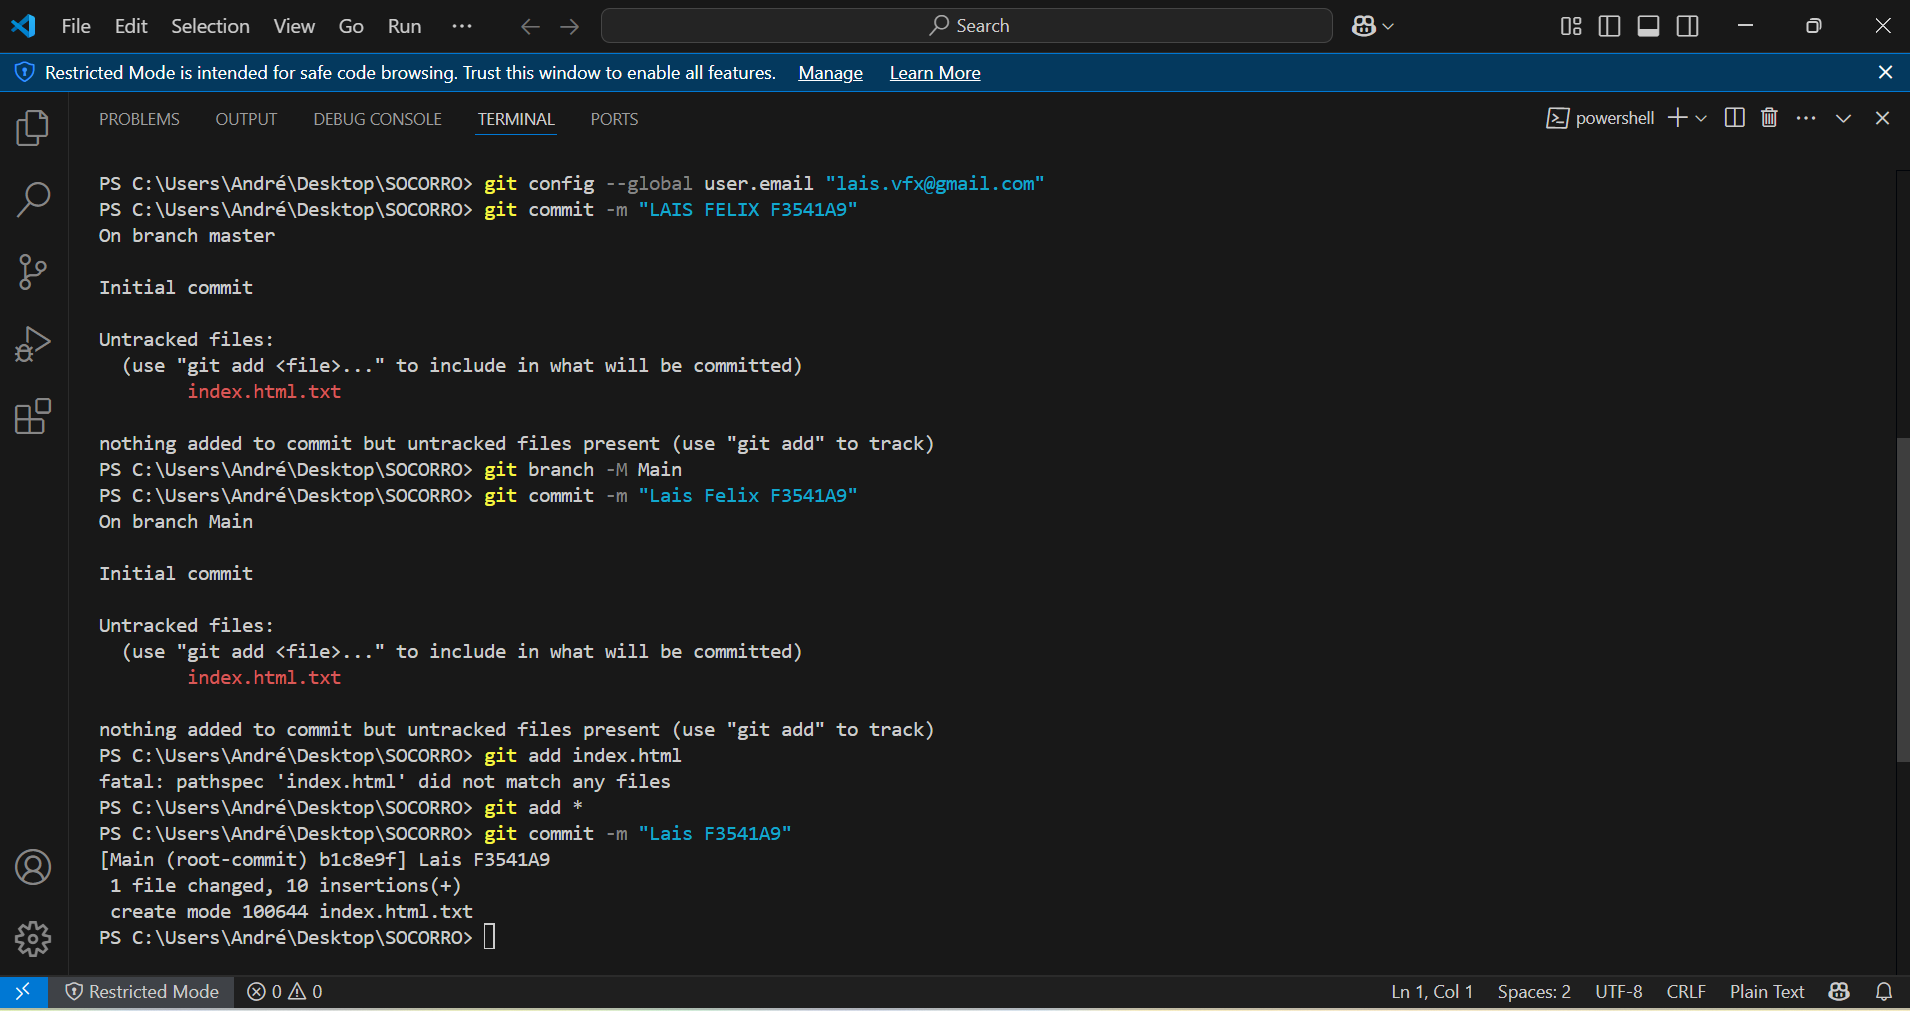 File Edit Selection View Go Run ··· Search
Restricted Mode is intended for safe code browsing. Trust this window to enable all features. Manage Learn More
PROBLEMS OUTPUT DEBUG CONSOLE TERMINAL PORTS powershell
PS C:\Users\André\Desktop\SOCORRO> git config --global user.email "lais.vfx@gmail.com"
PS C:\Users\André\Desktop\SOCORRO> git commit -m "LAIS FELIX F3541A9"
On branch master
Initial commit
Untracked files:
(use "git add <file>..." to include in what will be committed)
index.html.txt
nothing added to commit but untracked files present (use "git add" to track)
PS C:\Users\André\Desktop\SOCORRO> git branch -M Main
PS C:\Users\André\Desktop\SOCORRO> git commit -m "Lais Felix F3541A9"
On branch Main
Initial commit
Untracked files:
(use "git add <file>..." to include in what will be committed)
index.html.txt
nothing added to commit but untracked files present (use "git add" to track)
PS C:\Users\André\Desktop\SOCORRO> git add index.html
fatal: pathspec 'index.html' did not match any files
PS C:\Users\André\Desktop\SOCORRO> git add *
PS C:\Users\André\Desktop\SOCORRO> git commit -m "Lais F3541A9"
[Main (root-commit) b1c8e9f] Lais F3541A9
1 file changed, 10 insertions(+)
create mode 100644 index.html.txt
PS C:\Users\André\Desktop\SOCORRO>
Restricted Mode 0 0 Ln 1, Col 1 Spaces: 2 UTF-8 CRLF Plain Text